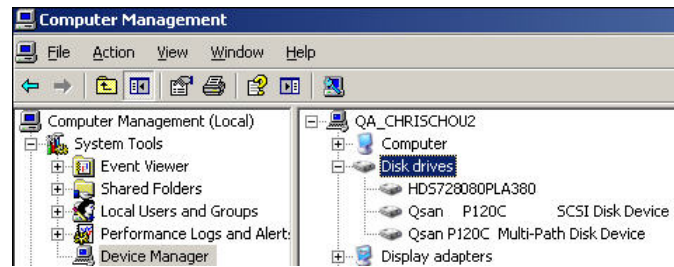 Computer Management
File Action View Window Help
Computer Management (Local)
System Tools
Event Viewer
Shared Folders
Local Users and Groups
Performance Logs and Alert:
Device Manager
QA_CHRISCHOU2
Computer
Disk drives
HDS728080PLA380
Qsan P120C SCSI Disk Device
Qsan P120C Multi-Path Disk Device
Display adapters